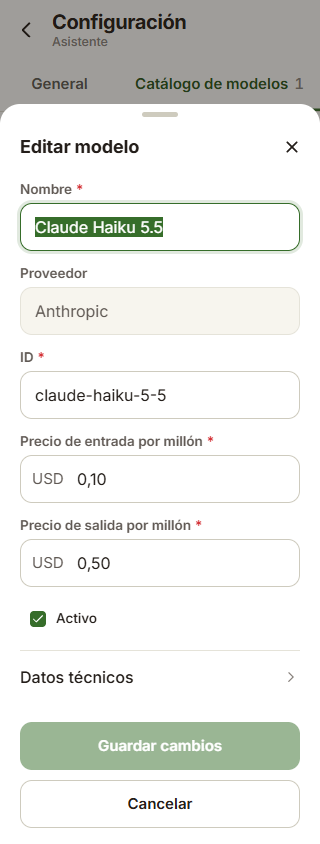 Configuración
Asistente
General
Catálogo de modelos 1
Editar modelo
Nombre *
Claude Haiku 5.5
Proveedor
Anthropic
ID *
claude-haiku-5-5
Precio de entrada por millón *
USD 0,10
Precio de salida por millón *
USD 0,50
Activo
Datos técnicos
Guardar cambios
Cancelar